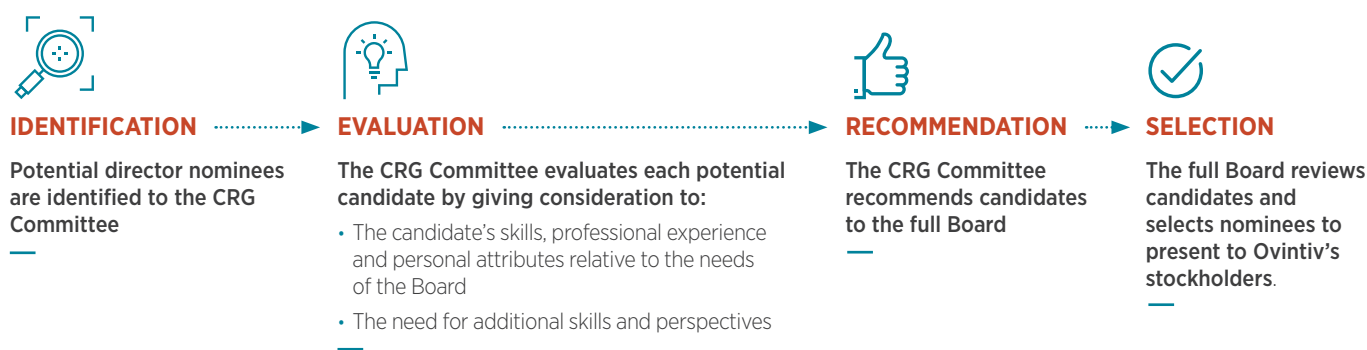 IDENTIFICATION
Potential director nominees
are identified to the CRG
Committee
EVALUATION
The CRG Committee evaluates each potential
candidate by giving consideration to:
• The candidate’s skills, professional experience
and personal attributes relative to the needs
of the Board
• The need for additional skills and perspectives
RECOMMENDATION
The CRG Committee
recommends candidates
to the full Board
SELECTION
The full Board reviews
candidates and
selects nominees to
present to Ovintiv’s
stockholders.